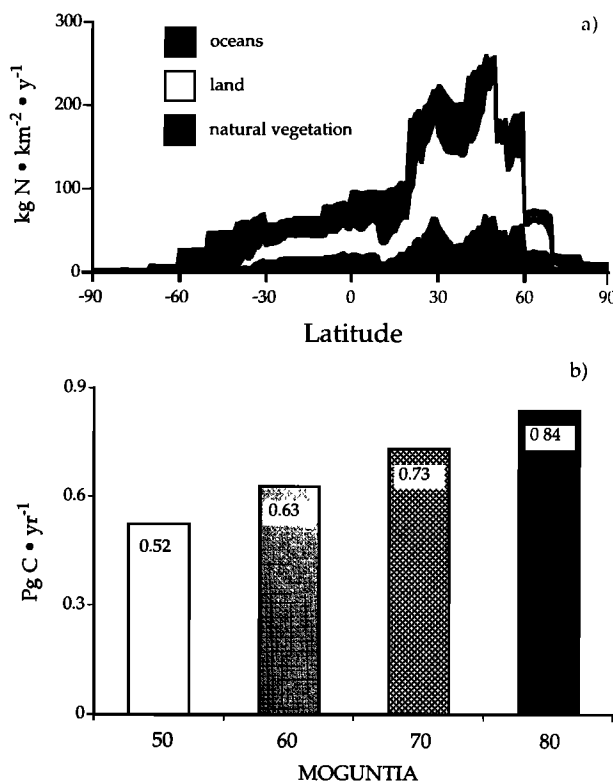 a)
300
200
100
0
kg N • km-2 • y-1
oceans
land
natural vegetation
-90 -60 -30 0 30 60 90
Latitude
b)
0.9
0.6
0.3
0
Pg C • yr-1
0.52
0.63
0.73
0 84
50 60 70 80
MOGUNTIA